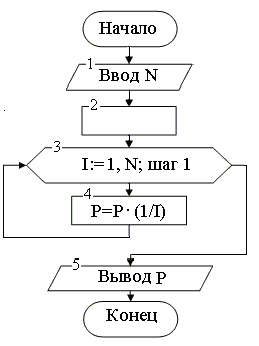 Начало
1
Ввод N
2
3
I:=1, N; шаг 1
4
P=P· (1/I)
5
Вывод P
Конец